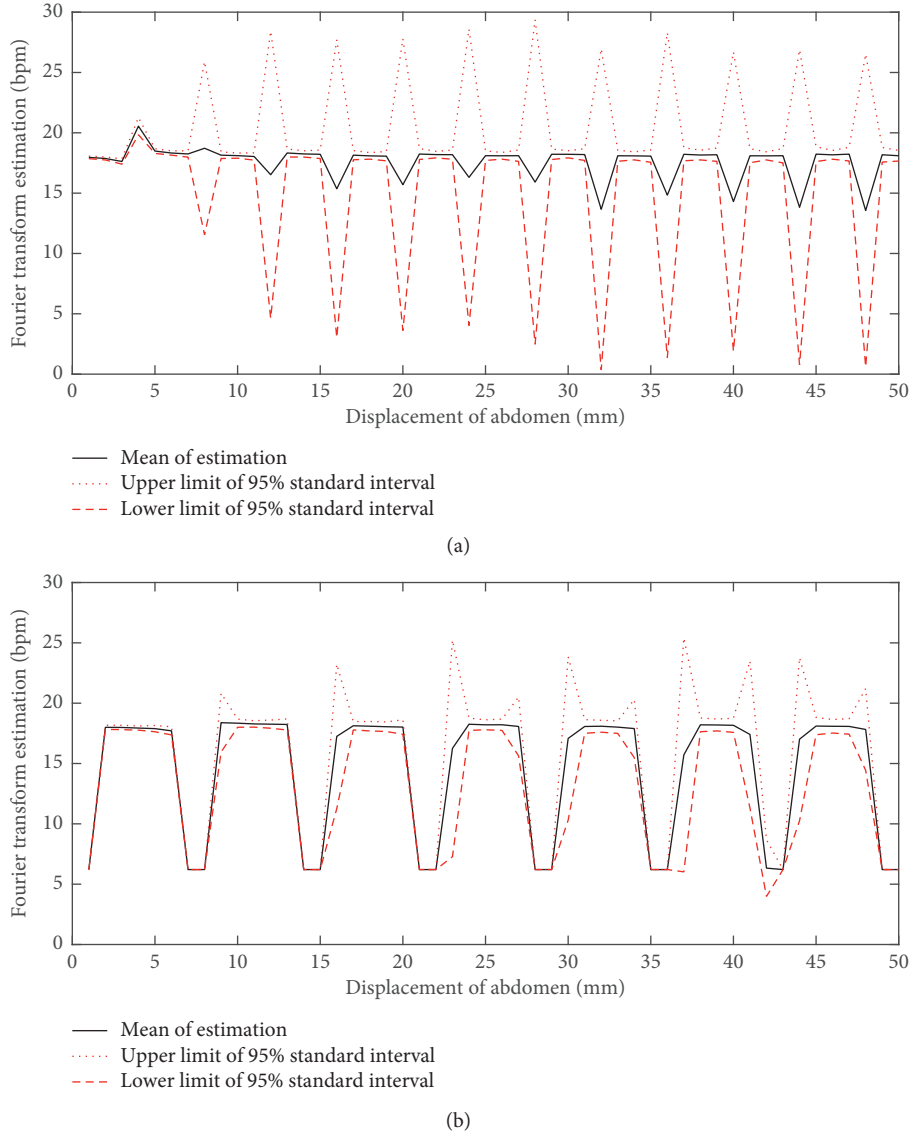 30
25
20
15
10
5
0
Fourier transform estimation (bpm)
0 5 10 15 20 25 30 35 40 45 50
Displacement of abdomen (mm)
Mean of estimation
Upper limit of 95% standard interval
Lower limit of 95% standard interval
(a)
30
25
20
15
10
5
0
Fourier transform estimation (bpm)
0 5 10 15 20 25 30 35 40 45 50
Displacement of abdomen (mm)
Mean of estimation
Upper limit of 95% standard interval
Lower limit of 95% standard interval
(b)